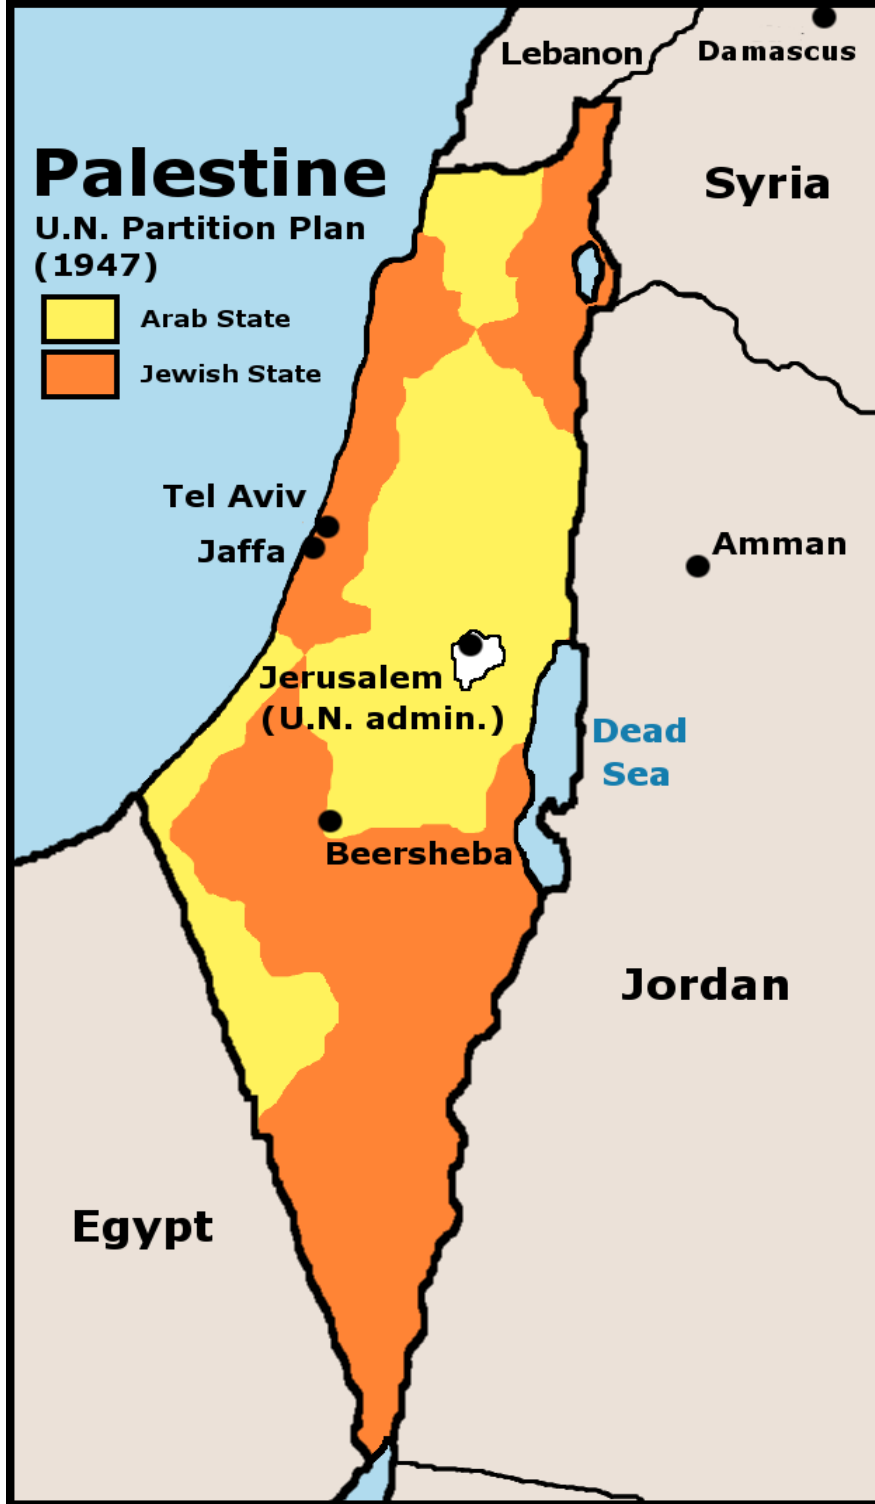 Lebanon
Damascus
Palestine
Syria
U.N. Partition Plan
(1947)
Arab State
Jewish State
Tel Aviv
Jaffa
Amman
Jerusalem
(U.N. admin.)
Dead
Sea
Beersheba
Jordan
Egypt